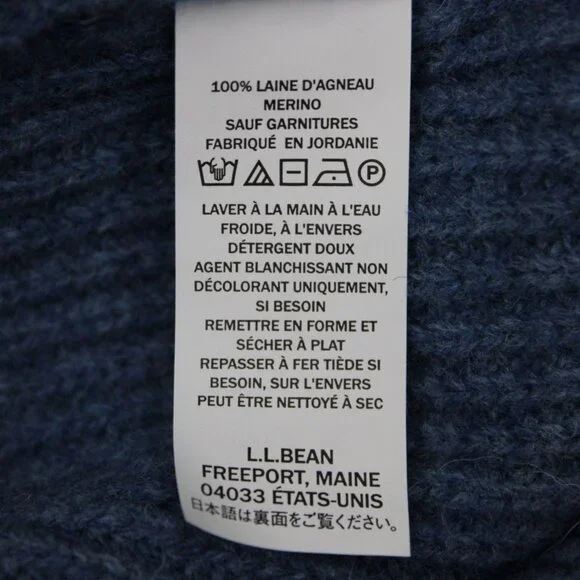 100% LAINE D'AGNEAU
MERINO
SAUF GARNITURES
FABRIQUÉ EN JORDANIE
P
LAVER À LA MAIN À L'EAU
FROIDE, À L'ENVERS
DÉTERGENT DOUX
AGENT BLANCHISSANT NON
DÉCOLORANT UNIQUEMENT,
SI BESOIN
REMETTRE EN FORME ET
SÉCHER À PLAT
REPASSER À FER TIÈDE SI
BESOIN, SUR L'ENVERS
PEUT ÊTRE NETTOYÉ À SEC
L.L.BEAN
FREEPORT, MAINE
04033 ÉTATS-UNIS
日本語は裏面をご覧ください。